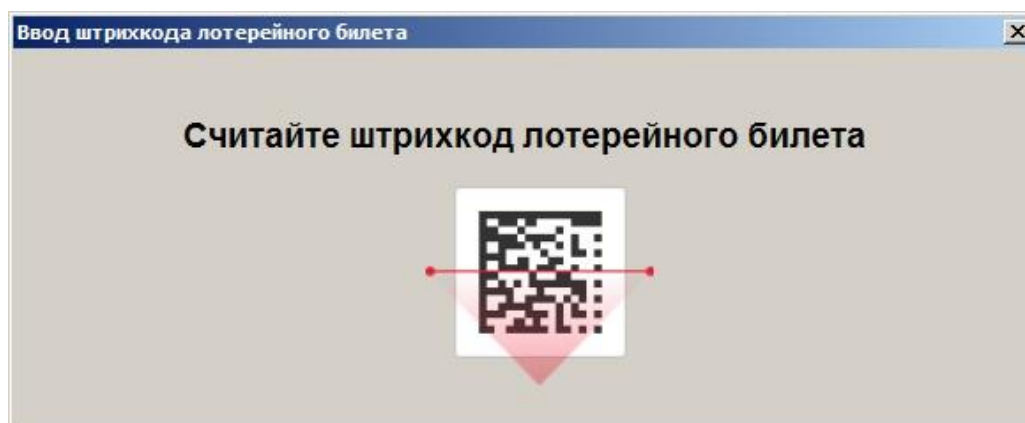 Ввод штрихкода лотерейного билета
Считайте штрихкод лотерейного билета